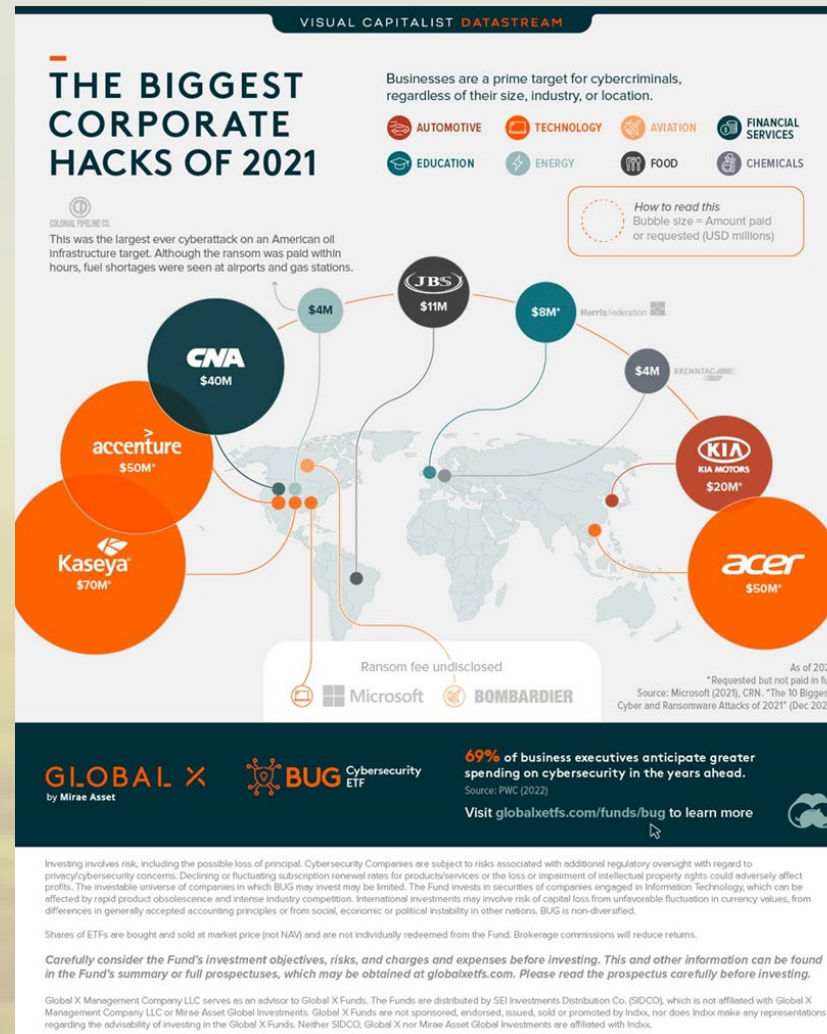 VISUAL CAPITALIST DATASTREAM
THE BIGGEST
CORPORATE
HACKS OF 2021
Businesses are a prime target for cybercriminals,
regardless of their size, industry, or location.
AUTOMOTIVE
TECHNOLOGY
AVIATION
FINANCIAL
SERVICES
EDUCATION
ENERGY
FOOD
CHEMICALS
How to read this
Bubble size = Amount paid
or requested (USD millions)
COLONIAL PIPELINE CO.
This was the largest ever cyberattack on an American oil
infrastructure target. Although the ransom was paid within
hours, fuel shortages were seen at airports and gas stations.
$4M
JBS
$11M
$8M*
Harris Federation
$4M
BRENNTAG
CNA
$40M
accenture
$50M*
Kaseya
$70M*
KIA
KIA MOTORS
$20M*
acer
$50M*
Ransom fee undisclosed
Microsoft
BOMBARDIER
As of 202
*Requested but not paid in fu
Source: Microsoft (2021), CRN. "The 10 Bigges
Cyber and Ransomware Attacks of 2021" (Dec 202
GLOBAL X
by Mirae Asset
BUG Cybersecurity
ETF
69% of business executives anticipate greater
spending on cybersecurity in the years ahead.
Source: PWC (2022)
Visit globalxetfs.com/funds/bug to learn more
Investing involves risk, including the possible loss of principal. Cybersecurity Companies are subject to risks associated with additional regulatory oversight with regard to
privacy/cybersecurity concerns. Declining or fluctuating subscription renewal rates for products/services or the loss or impairment of intellectual property rights could adversely affect
profits. The investable universe of companies in which BUG may invest may be limited. The Fund invests in securities of companies engaged in Information Technology, which can be
affected by rapid product obsolescence and intense industry competition. International investments may involve risk of capital loss from unfavorable fluctuation in currency values, from
differences in generally accepted accounting principles or from social, economic or political instability in other nations. BUG is non-diversified.
Shares of ETFs are bought and sold at market price (not NAV) and are not individually redeemed from the Fund. Brokerage commissions will reduce returns.
Carefully consider the Fund's investment objectives, risks, and charges and expenses before investing. This and other information can be found
in the Fund's summary or full prospectuses, which may be obtained at globalxetfs.com. Please read the prospectus carefully before investing.
Global X Management Company LLC serves as an advisor to Global X Funds. The Funds are distributed by SEI Investments Distribution Co. (SIDCO), which is not affiliated with Global X
Management Company LLC or Mirae Asset Global Investments. Global X Funds are not sponsored, endorsed, issued, sold or promoted by Indxx, nor does Indxx make any representations
regarding the advisability of investing in the Global X Funds. Neither SIDCO, Global X nor Mirae Asset Global Investments are affiliated with Indxx.